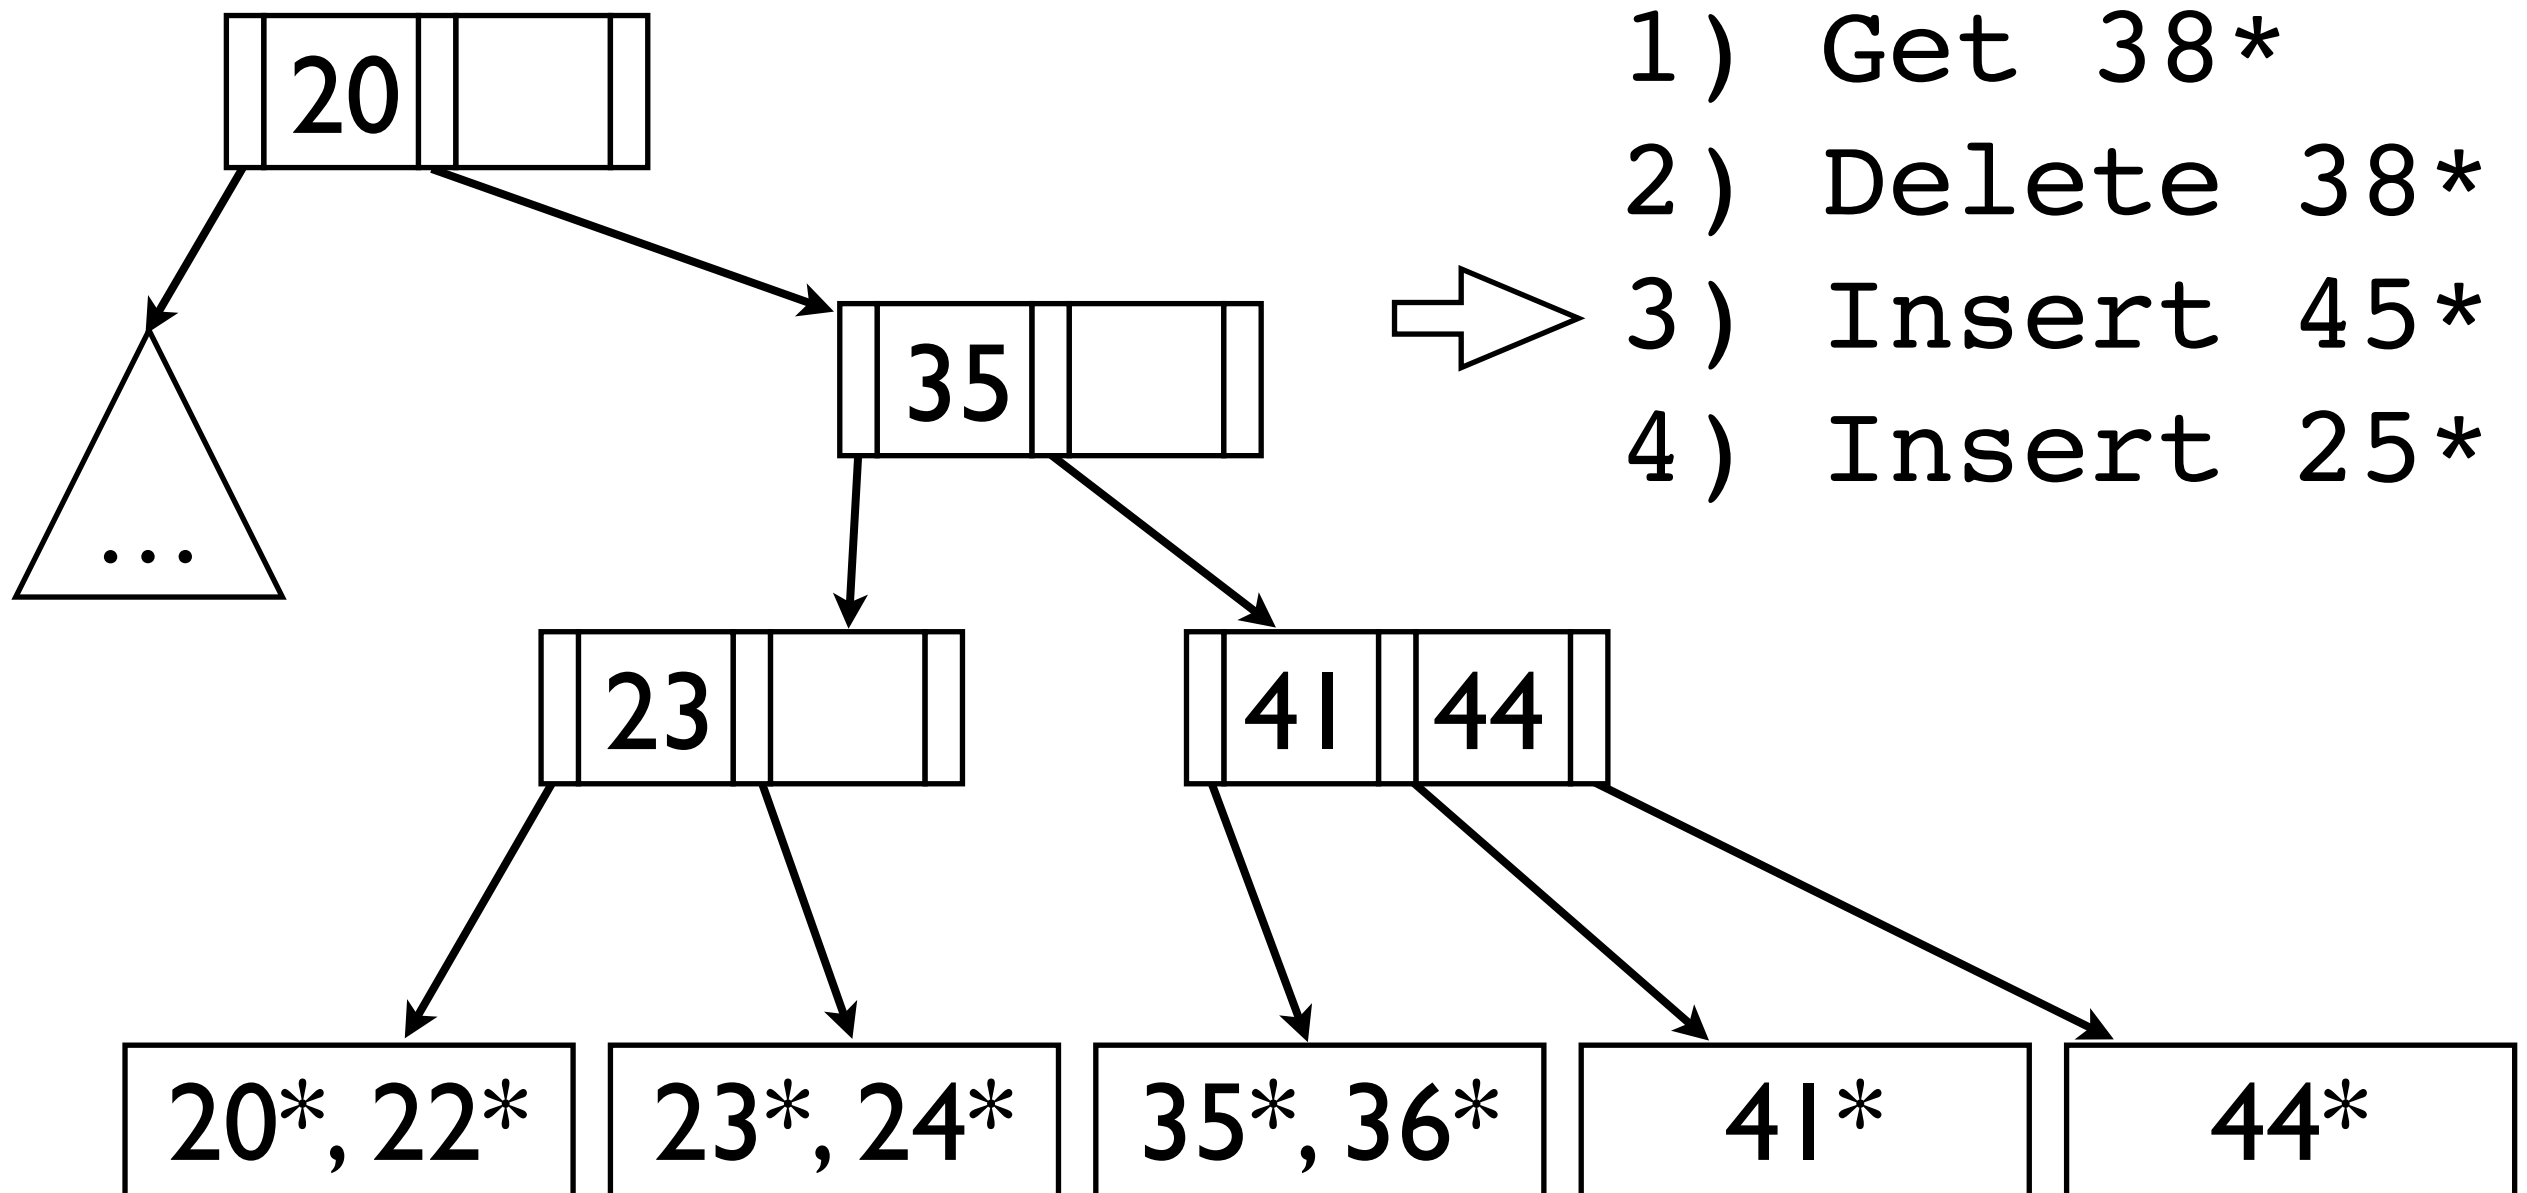 20
1) Get 38*
2) Delete 38*
3) Insert 45*
4) Insert 25*
35
...
23
41 44
20*, 22* 23*, 24* 35*, 36* 41* 44*